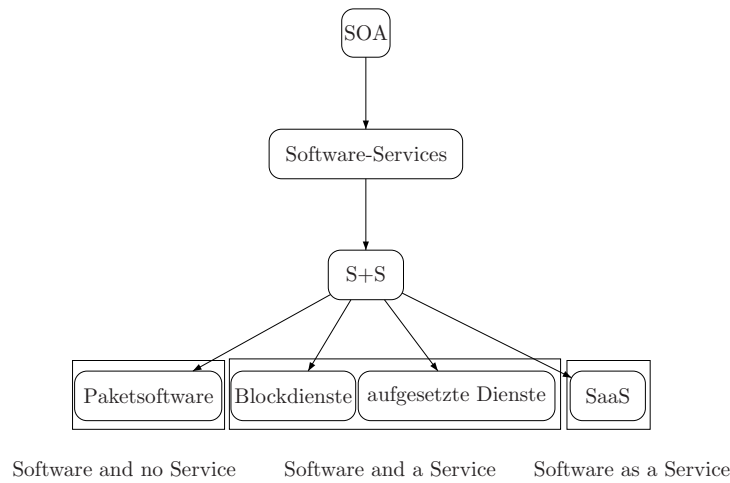 SOA
Software-Services
S+S
Paketsoftware
Blockdienste
aufgesetzte Dienste
SaaS
Software and no Service
Software and a Service
Software as a Service